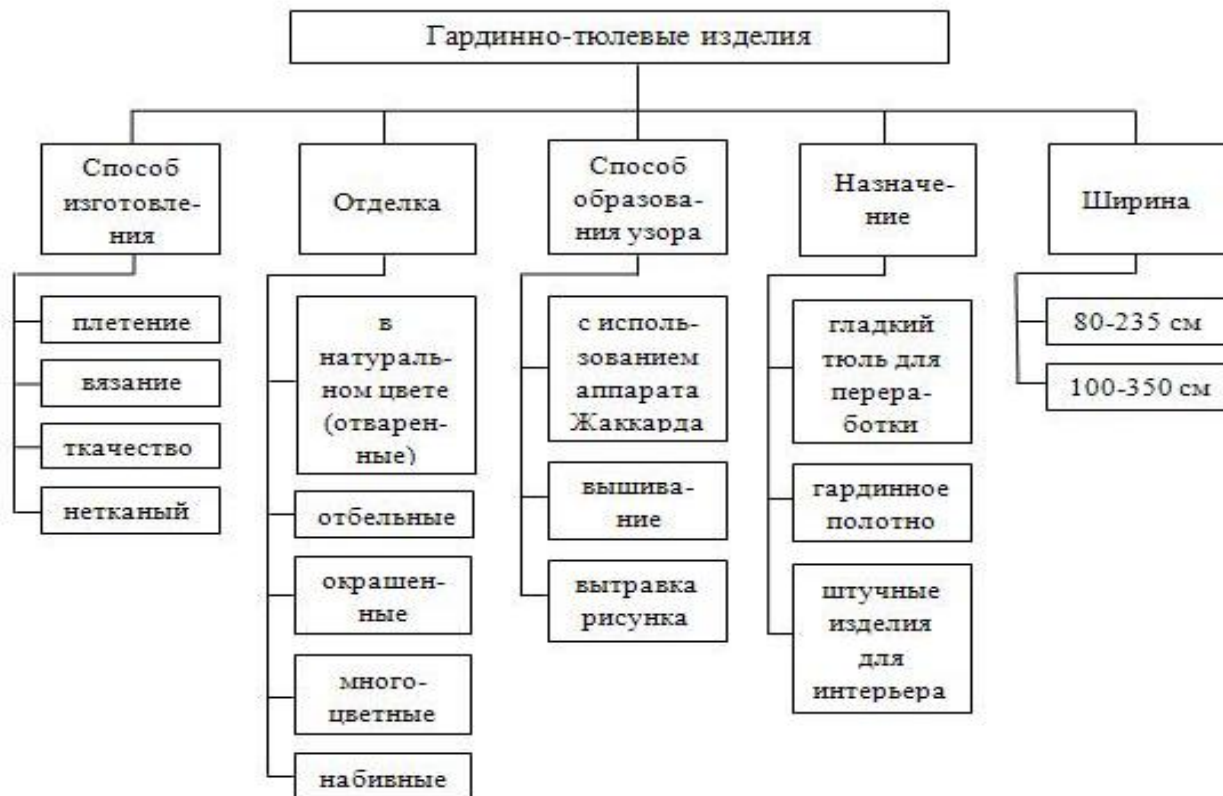 Гардинно-тюлевые изделия
Способ
изготовле-
ния
Отделка
Способ
образова-
ния узора
Назначе-
ние
Ширина
плетение
вязание
ткачество
нетканый
в
натураль-
ном цвете
(отварен-
ные)
отбельные
окрашен-
ные
много-
цветные
набивные
с исполь-
зованием
аппарата
Жаккарда
вышива-
ние
вытравка
рисунка
гладкий
тюль для
перера-
ботки
гардинное
полотно
штучные
изделия
для
интерьера
80-235 см
100-350 см